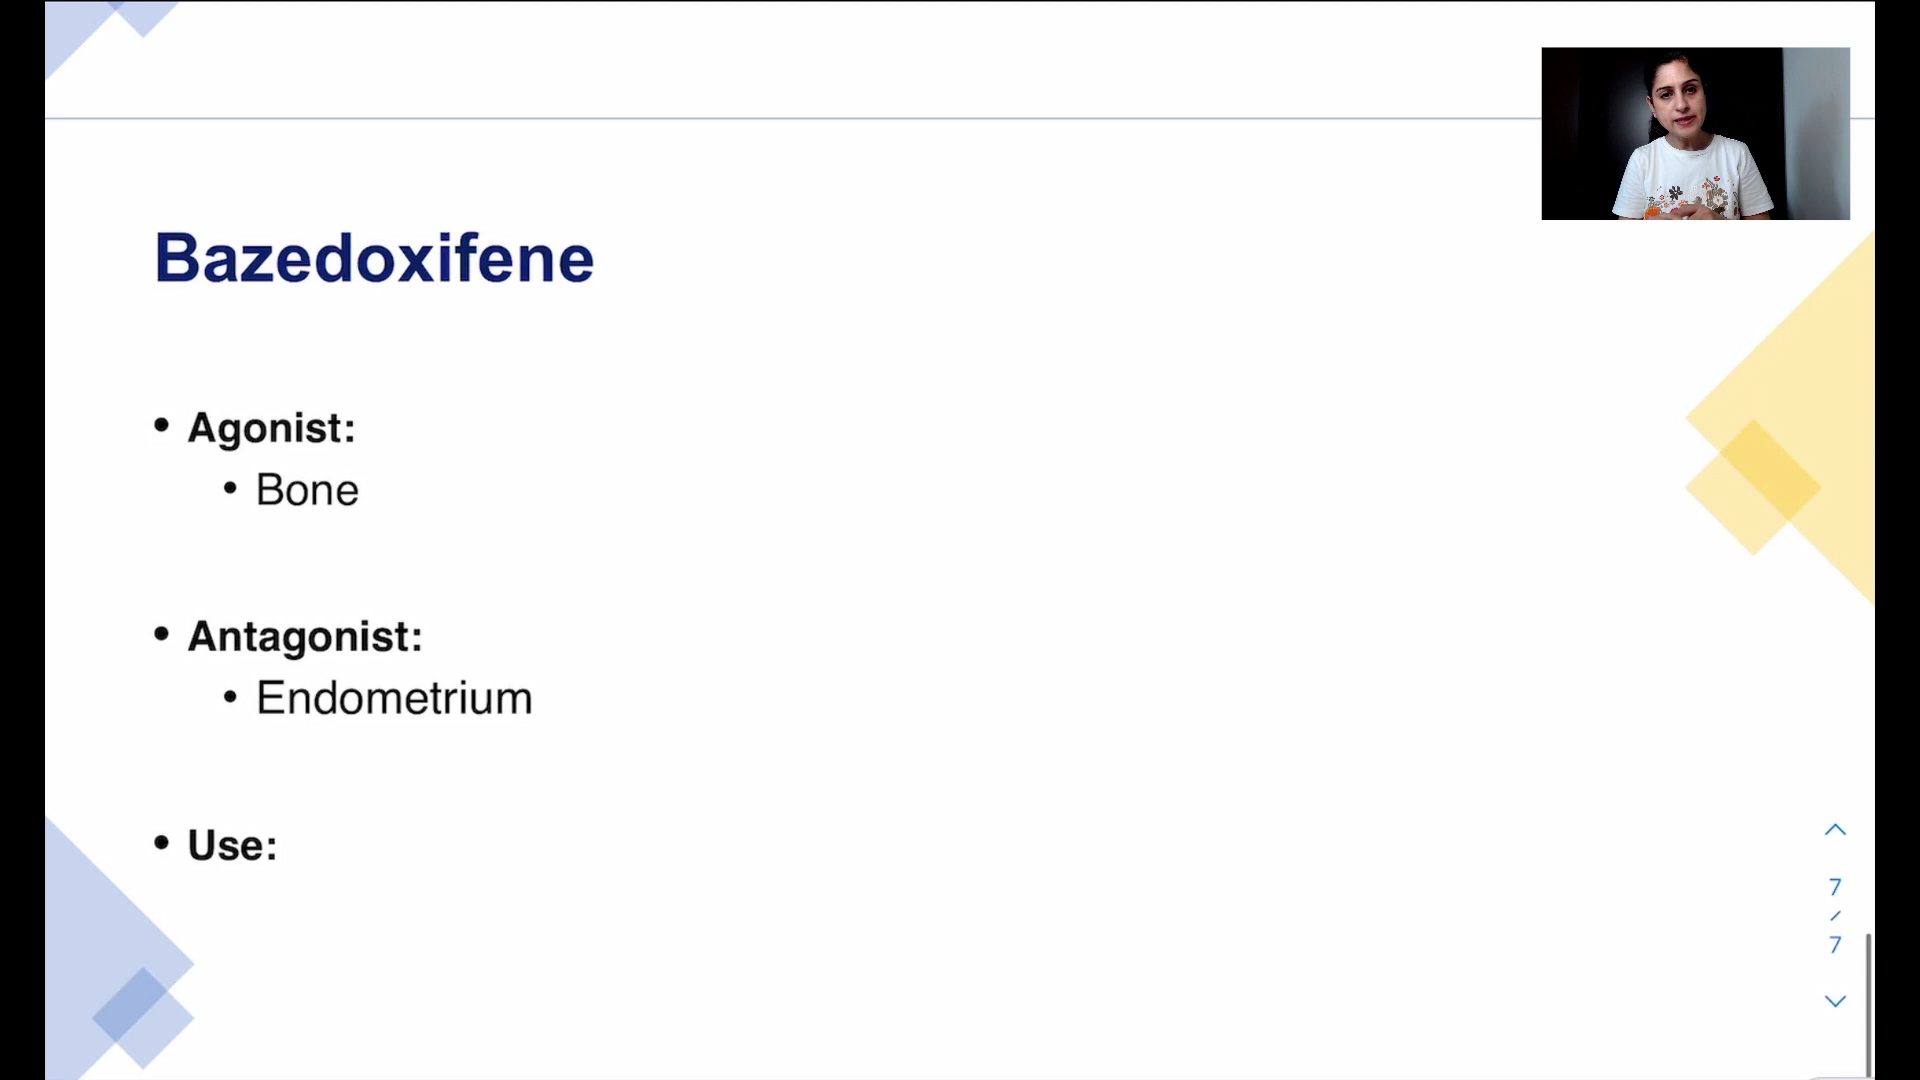 Bazedoxifene
• Agonist:
• Bone
• Antagonist:
• Endometrium
• Use:
7
/
7